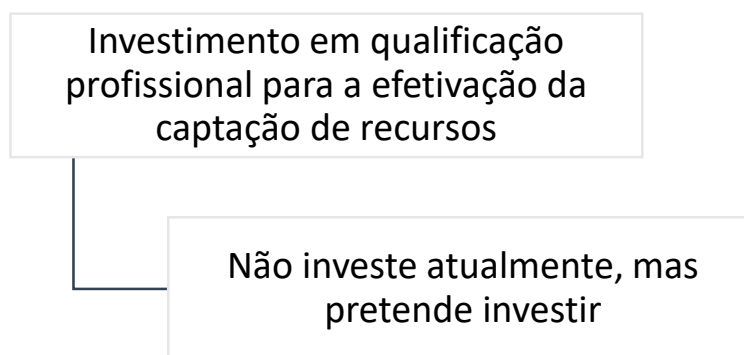 Investimento em qualificação
profissional para a efetivação da
captação de recursos
Não investe atualmente, mas
pretende investir